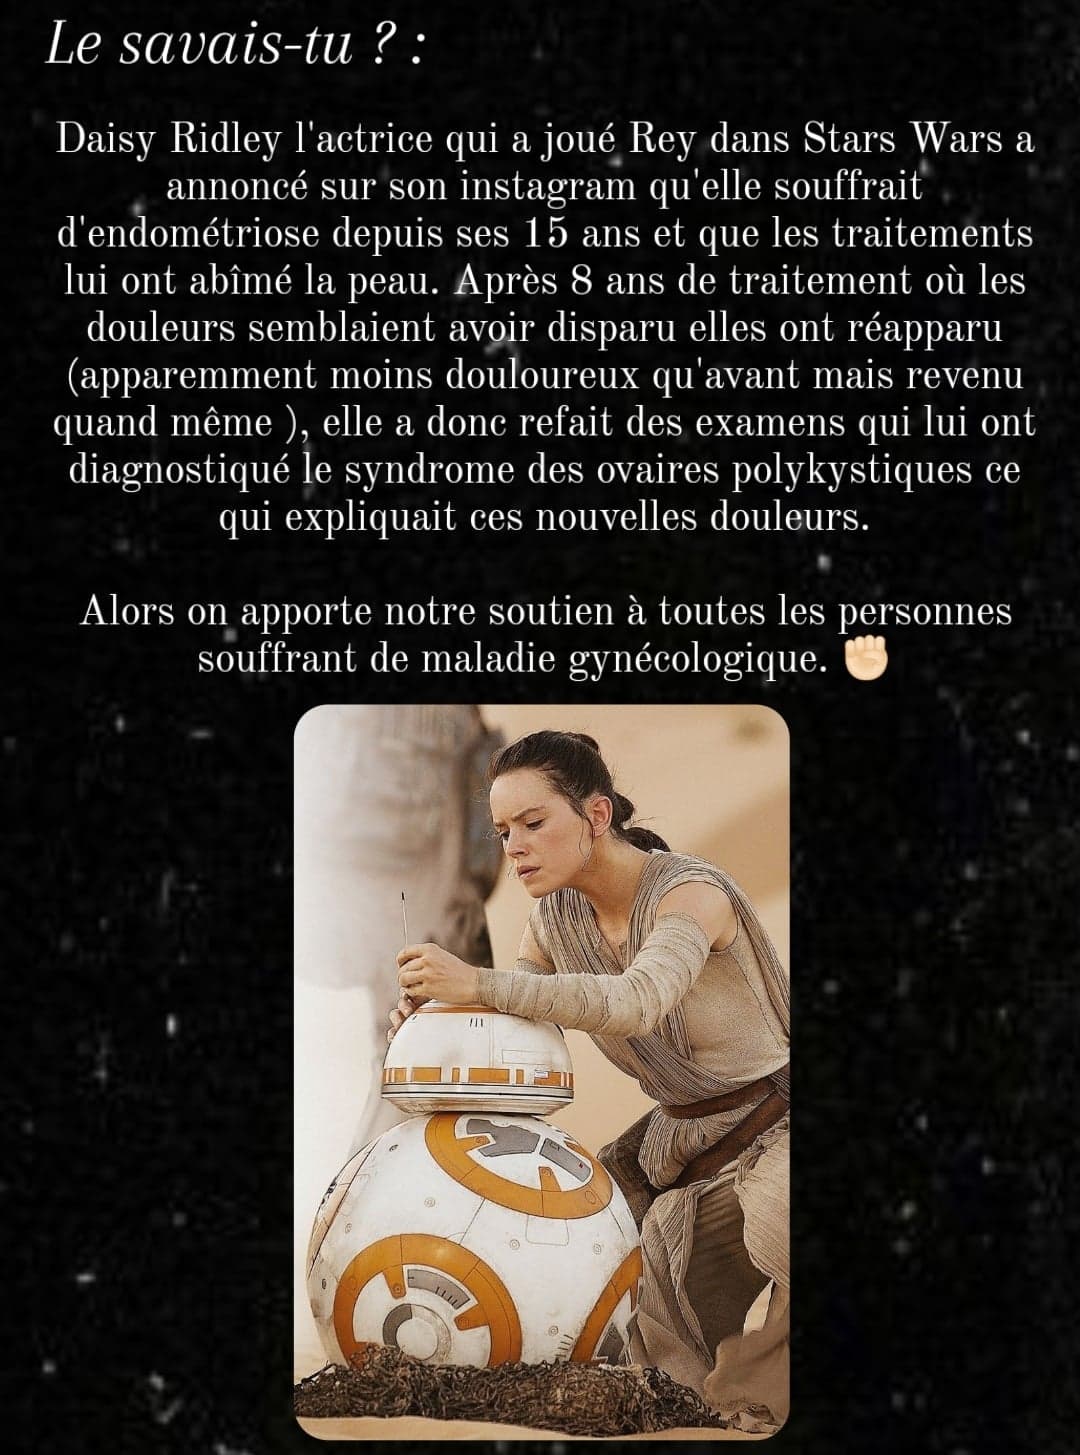 Le savais-tu ? :
Daisy Ridley l'actrice qui a joué Rey dans Stars Wars a
annoncé sur son instagram qu'elle souffrait
d'endométriose depuis ses 15 ans et que les traitements
lui ont abîmé la peau. Après 8 ans de traitement où les
douleurs semblaient avoir disparu elles ont réapparu
(apparemment moins douloureux qu'avant mais revenu
quand même ), elle a donc refait des examens qui lui ont
diagnostiqué le syndrome des ovaires polykystiques ce
qui expliquait ces nouvelles douleurs.
Alors on apporte notre soutien à toutes les personnes
souffrant de maladie gynécologique. ✊🏻